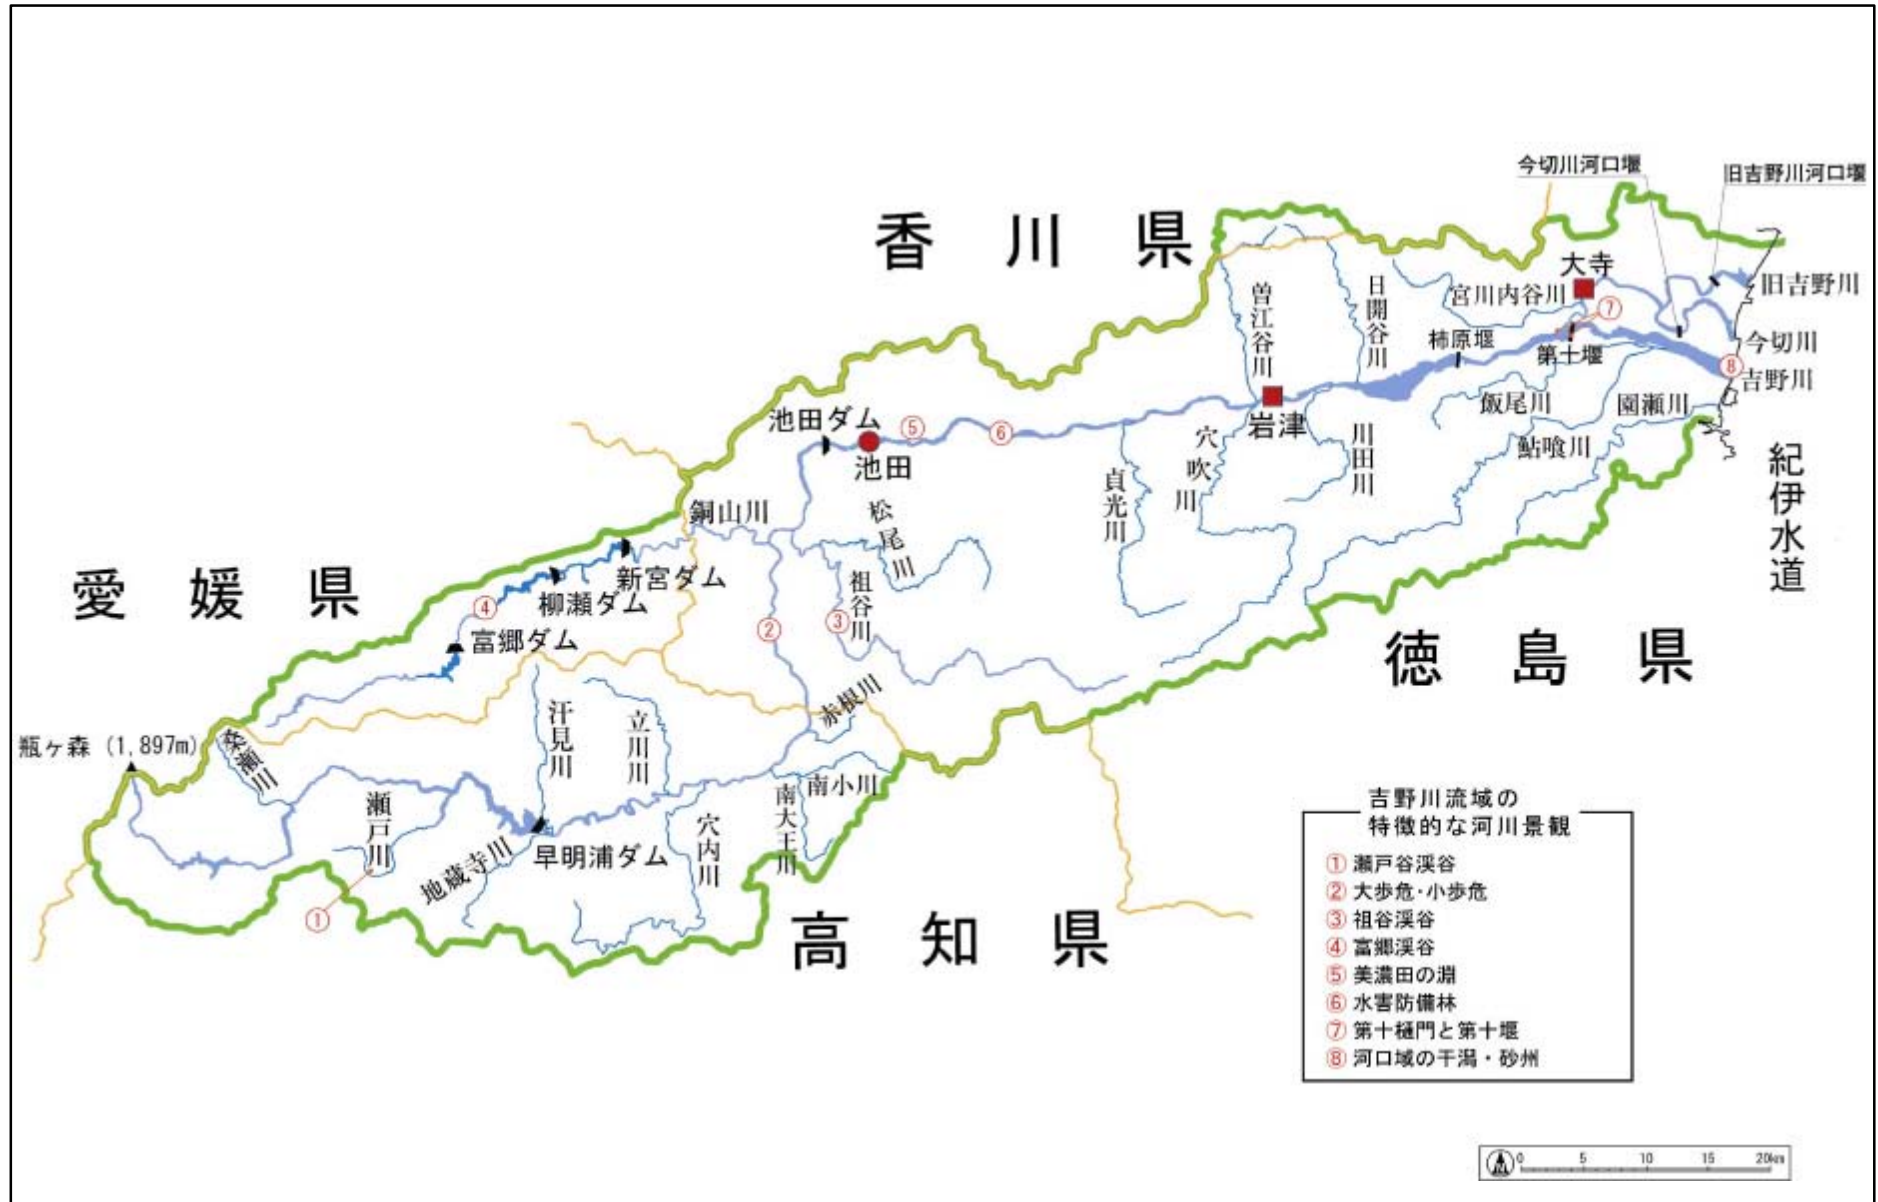 今切川河口堰
旧吉野川河口堰
香川県
大寺
旧吉野川
宮川内谷川
⑦
日開谷川
曽江谷川
柿原堰
第十堰
今切川
⑧
吉野川
飯尾川
園瀬川
岩津
池田ダム
⑤
⑥
池田
穴吹川
川田川
鮎喰川
紀伊水道
貞光川
銅山川
松尾川
愛媛県
新宮ダム
柳瀬ダム
④
祖谷川
②
③
富郷ダム
徳島県
赤根川
汗見川
立川川
瓶ヶ森 (1,897m)
桑瀬川
瀬戸川
南小川
南大王川
穴内川
早明浦ダム
地蔵寺川
①
高知県
吉野川流域の
特徴的な河川景観
① 瀬戸谷渓谷
② 大歩危・小歩危
③ 祖谷渓谷
④ 富郷渓谷
⑤ 美濃田の淵
⑥ 水害防備林
⑦ 第十樋門と第十堰
⑧ 河口域の干潟・砂州
0 5 10 15 20km